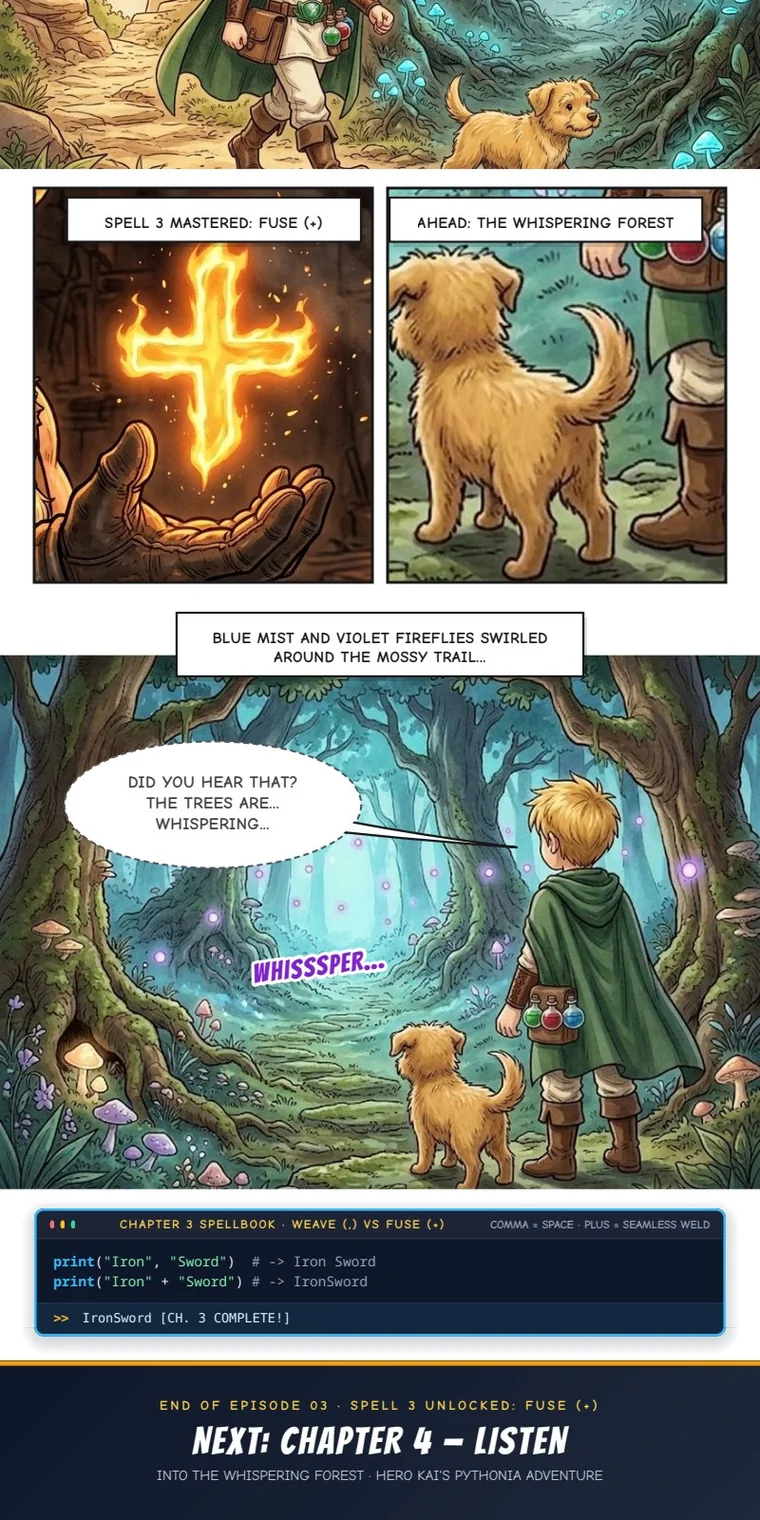 SPELL 3 MASTERED: FUSE (+)
AHEAD: THE WHISPERING FOREST
BLUE MIST AND VIOLET FIREFLIES SWIRLED
AROUND THE MOSSY TRAIL...
DID YOU HEAR THAT?
THE TREES ARE...
WHISPERING...
WHISSSPER...
CHAPTER 3 SPELLBOOK · WEAVE (,) VS FUSE (+)
COMMA = SPACE · PLUS = SEAMLESS WELD
print("Iron", "Sword")  # -> Iron Sword
print("Iron" + "Sword") # -> IronSword
>> IronSword [CH. 3 COMPLETE!]
END OF EPISODE 03 · SPELL 3 UNLOCKED: FUSE (+)
NEXT: CHAPTER 4 – LISTEN
INTO THE WHISPERING FOREST · HERO KAI'S PYTHONIA ADVENTURE